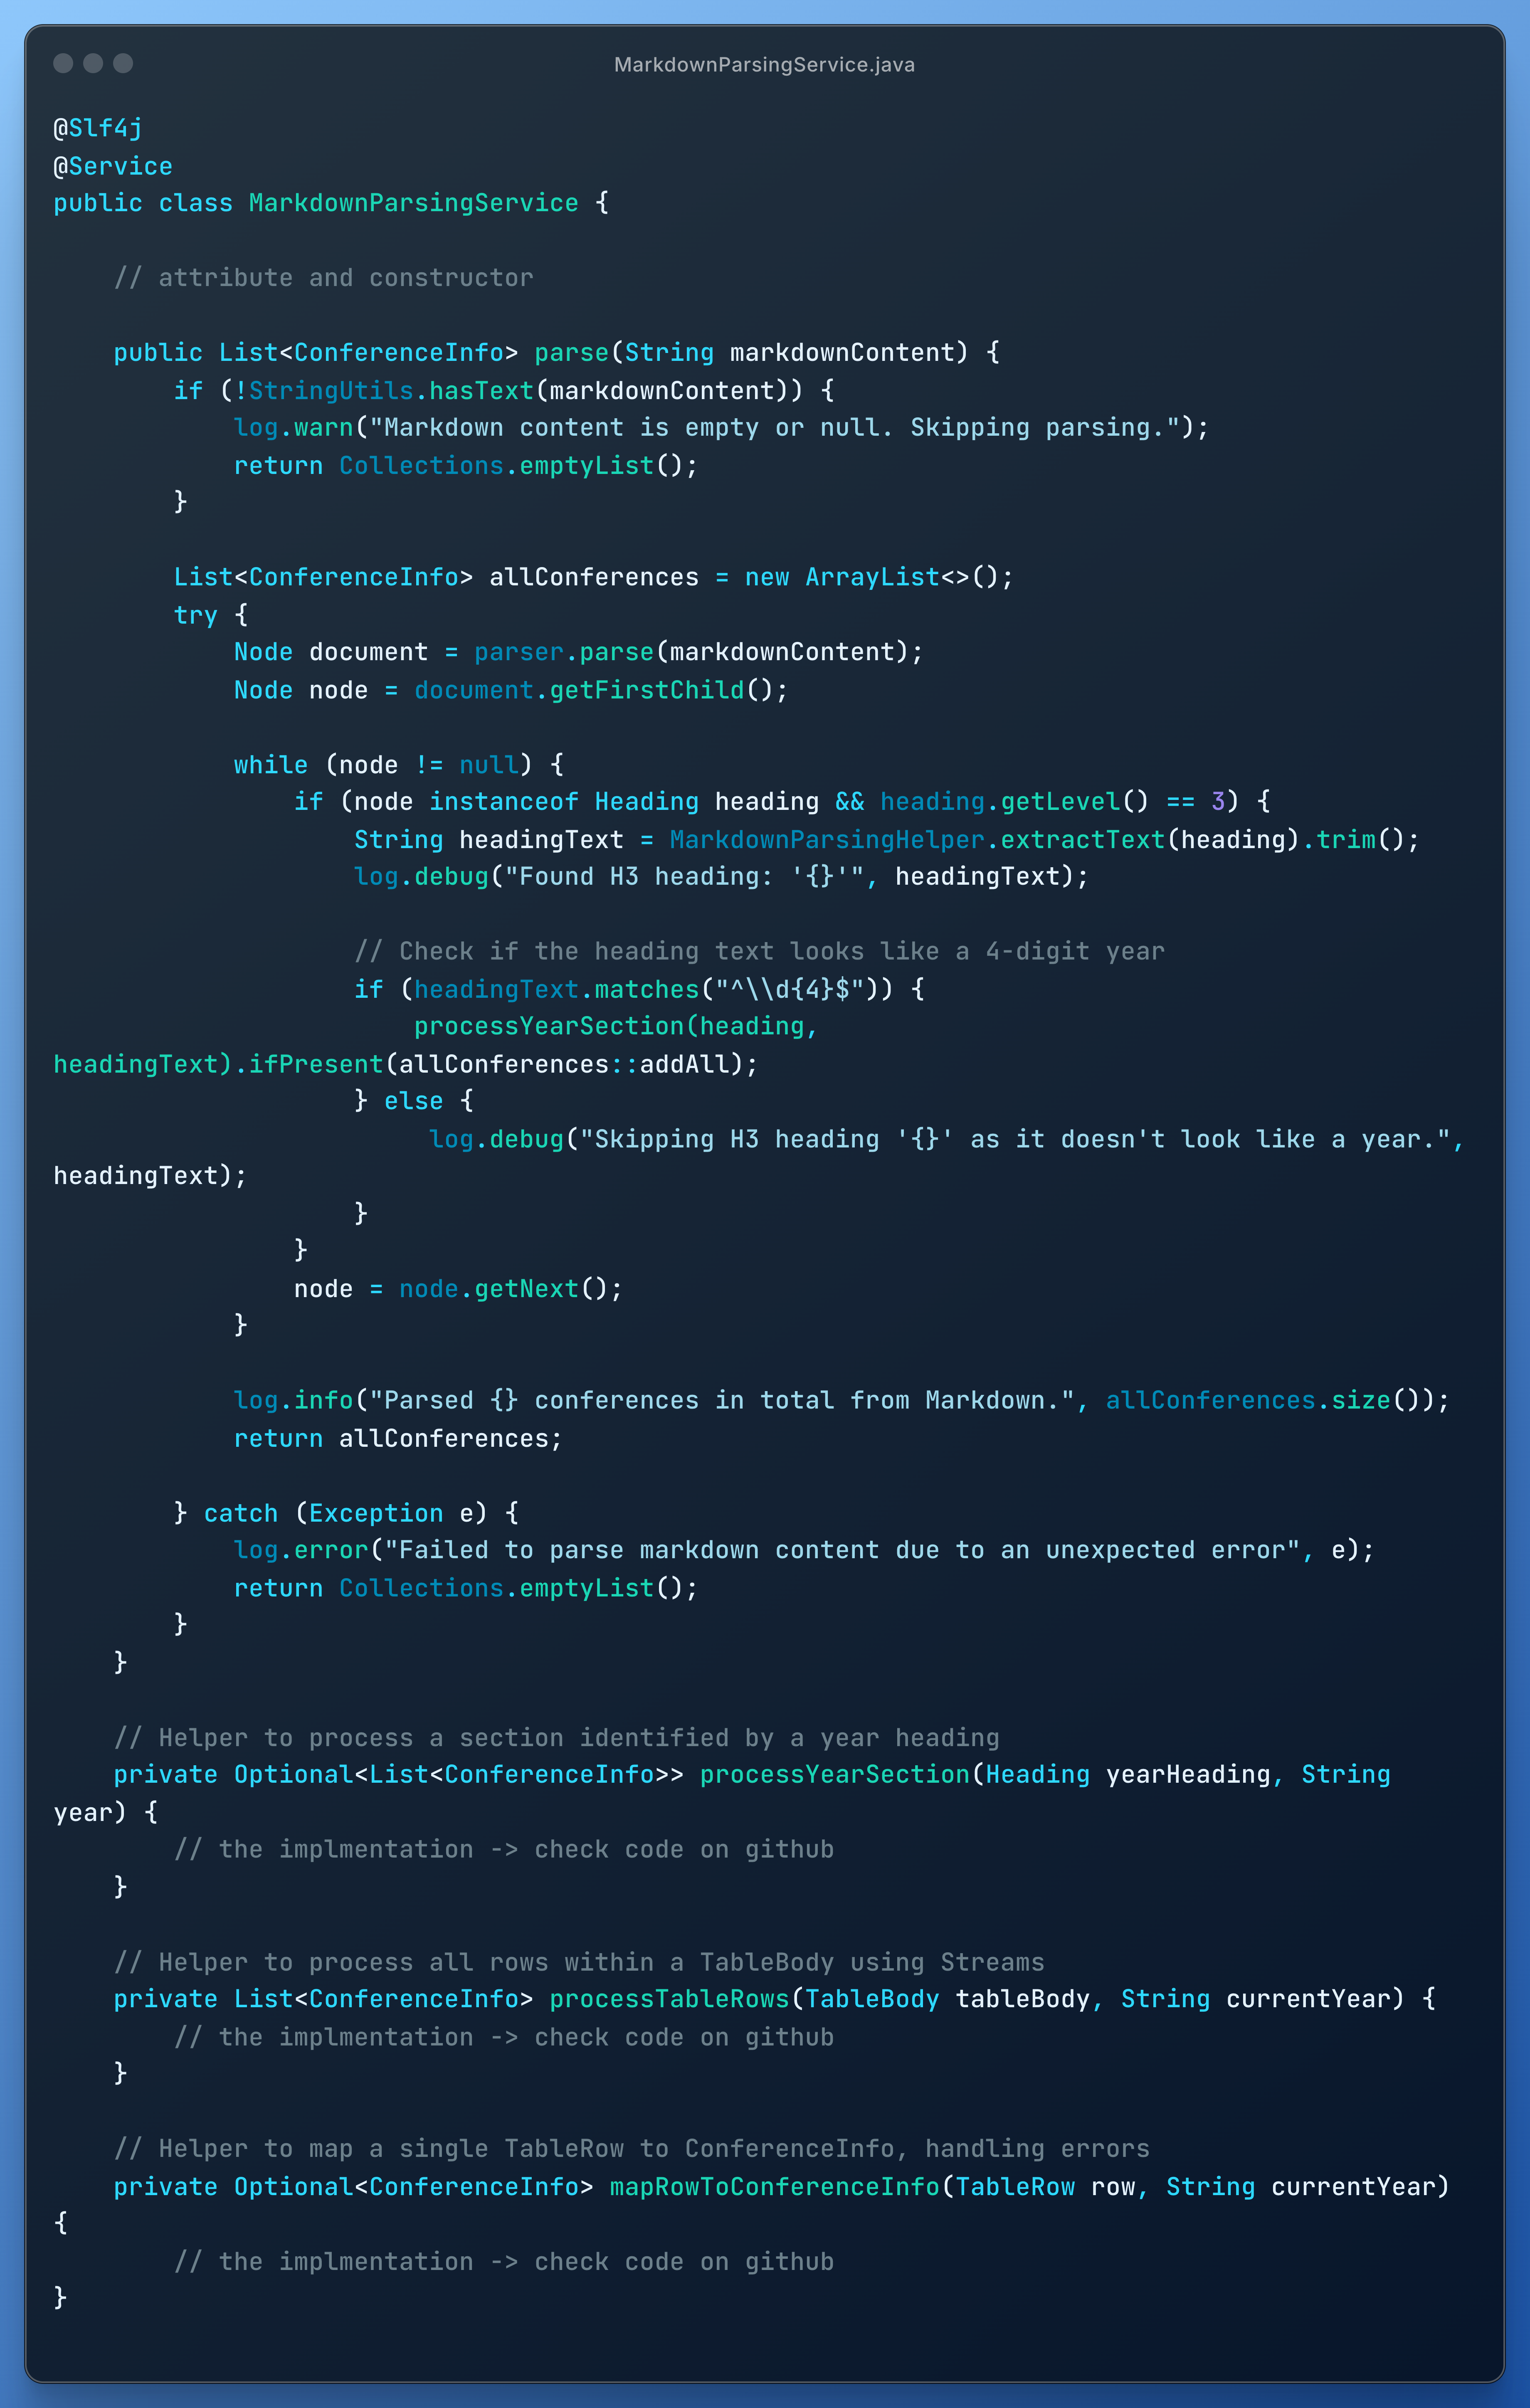 MarkdownParsingService.java
@Slf4j
@Service
public class MarkdownParsingService {
    // attribute and constructor
    public List<ConferenceInfo> parse(String markdownContent) {
        if (!StringUtils.hasText(markdownContent)) {
            log.warn("Markdown content is empty or null. Skipping parsing.");
            return Collections.emptyList();
        }
        List<ConferenceInfo> allConferences = new ArrayList<>();
        try {
            Node document = parser.parse(markdownContent);
            Node node = document.getFirstChild();
            while (node != null) {
                if (node instanceof Heading heading && heading.getLevel() == 3) {
                    String headingText = MarkdownParsingHelper.extractText(heading).trim();
                    log.debug("Found H3 heading: '{}'", headingText);
                    // Check if the heading text looks like a 4-digit year
                    if (headingText.matches("^\\d{4}$")) {
                        processYearSection(heading,
headingText).ifPresent(allConferences::addAll);
                    } else {
                         log.debug("Skipping H3 heading '{}' as it doesn't look like a year.",
headingText);
                    }
                }
                node = node.getNext();
            }
            log.info("Parsed {} conferences in total from Markdown.", allConferences.size());
            return allConferences;
        } catch (Exception e) {
            log.error("Failed to parse markdown content due to an unexpected error", e);
            return Collections.emptyList();
        }
    }
    // Helper to process a section identified by a year heading
    private Optional<List<ConferenceInfo>> processYearSection(Heading yearHeading, String
year) {
        // the implmentation -> check code on github
    }
    // Helper to process all rows within a TableBody using Streams
    private List<ConferenceInfo> processTableRows(TableBody tableBody, String currentYear) {
        // the implmentation -> check code on github
    }
    // Helper to map a single TableRow to ConferenceInfo, handling errors
    private Optional<ConferenceInfo> mapRowToConferenceInfo(TableRow row, String currentYear)
{
        // the implmentation -> check code on github
}